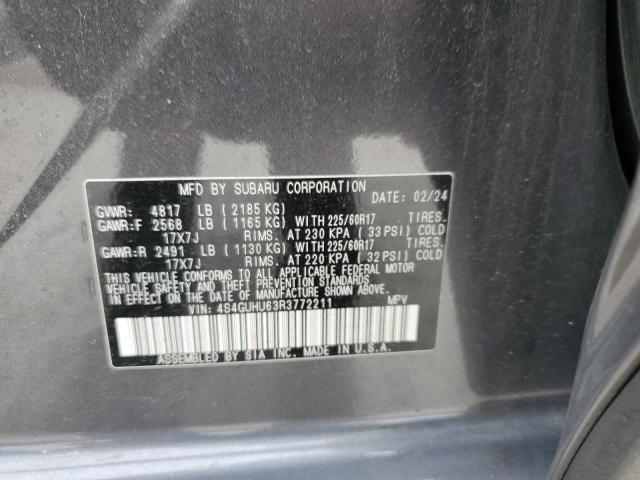 MFD BY SUBARU CORPORATION
DATE: 02/24
GVWR: 4817 LB (2185 KG)
GAWR:F 2568 LB (1165 KG) WITH 225/60R17 TIRES.
17X7J RIMS. AT 230 KPA (33 PSI) COLD
GAWR:R 2491 LB (1130 KG) WITH 225/60R17 TIRES.
17X7J RIMS. AT 220 KPA (32 PSI) COLD
THIS VEHICLE CONFORMS TO ALL APPLICABLE FEDERAL MOTOR
VEHICLE SAFETY AND THEFT PREVENTION STANDARDS
IN EFFECT ON THE DATE OF MANUFACTURE SHOWN ABOVE.
VIN: 4S4GUHU63R3772211 MPV
ASSEMBLED BY SIA INC. MADE IN U.S.A.